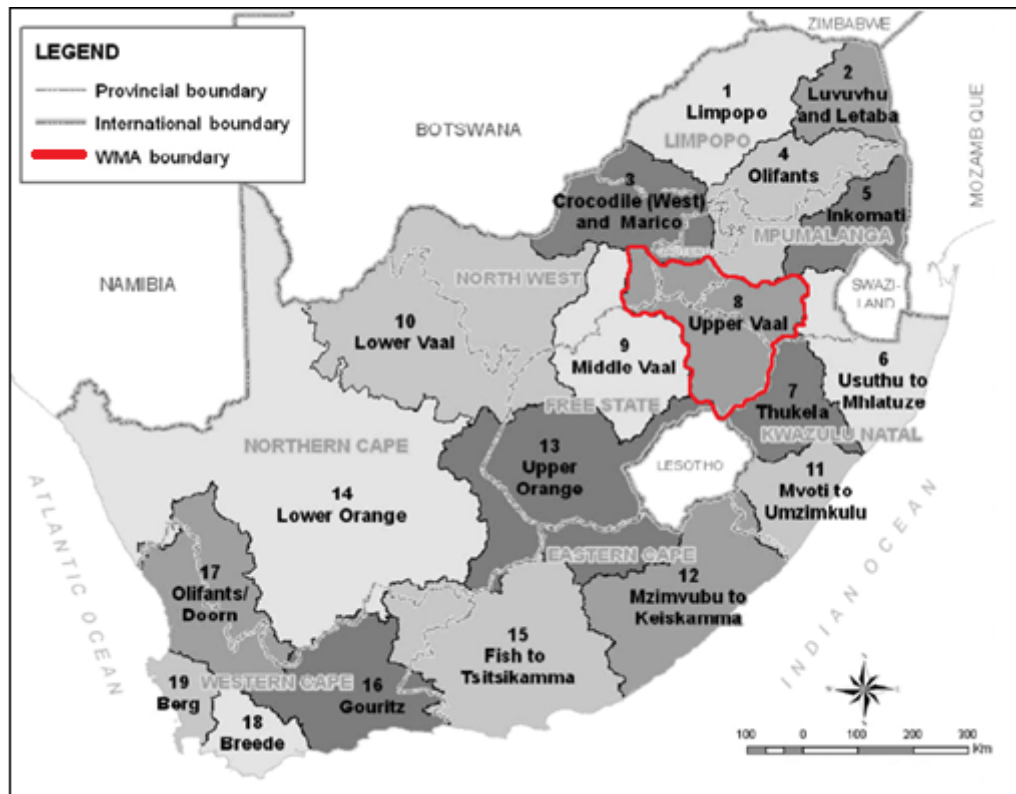 LEGEND
Provincial boundary
International boundary
WMA boundary
ZIMBABWE
BOTSWANA
MOZAMBIQUE
NAMIBIA
1
Limpopo
LIMPOPO
2
Luvuvhu
and Letaba
3
Crocodile (West)
and Marico
4
Olifants
5
Inkomati
MPUMALANGA
NORTH WEST
SWAZI-
LAND
8
Upper Vaal
10
Lower Vaal
9
Middle Vaal
6
Usuthu to
Mhlatuze
7
Thukela
FREE STATE
KWAZULU NATAL
NORTHERN CAPE
13
Upper
Orange
LESOTHO
11
Mvoti to
Umzimkulu
14
Lower Orange
EASTERN CAPE
12
Mzimvubu to
Keiskamma
17
Olifants/
Doorn
15
Fish to
Tsitsikamma
WESTERN CAPE
16
Gouritz
19
Berg
18
Breede
ATLANTIC OCEAN
INDIAN OCEAN
100 0 100 200 300
Km